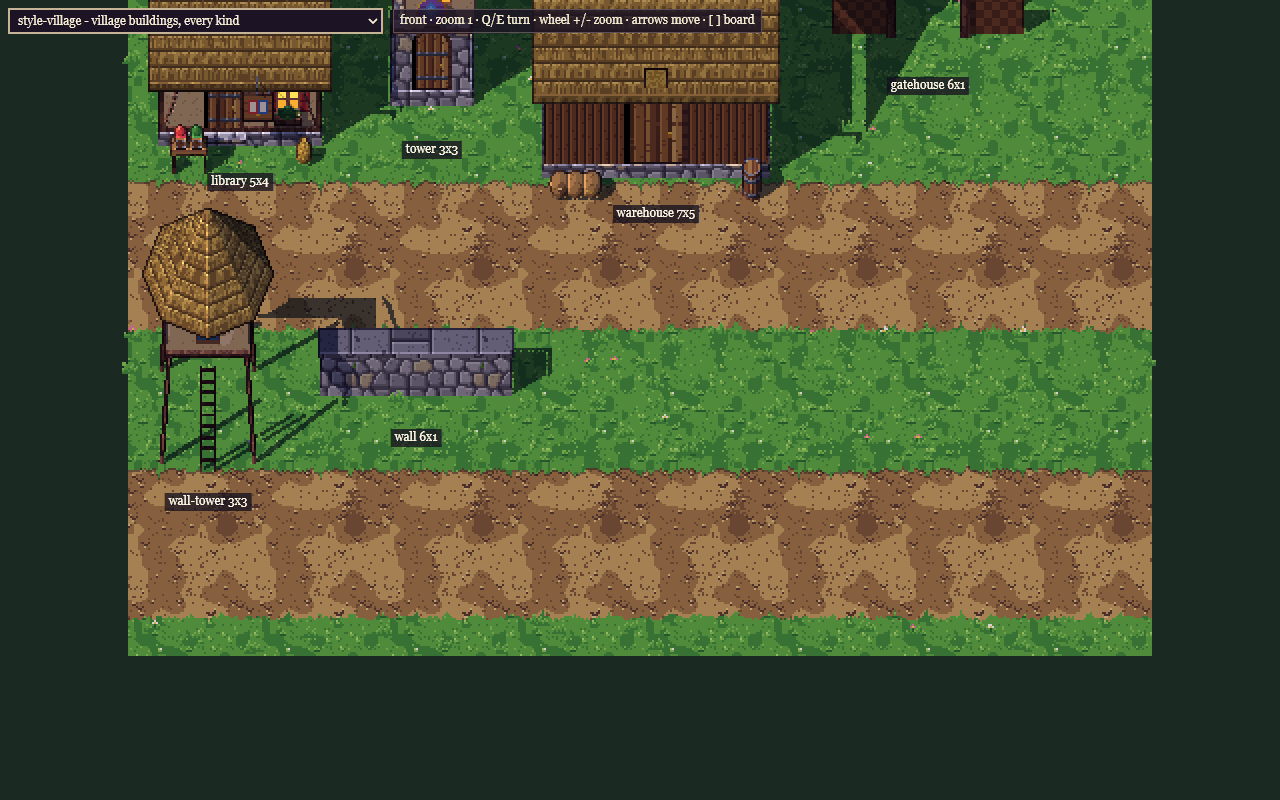 style-village - village buildings, every kind
front · zoom 1 · Q/E turn · wheel +/- zoom · arrows move · [ ] board
gatehouse 6x1
tower 3x3
library 5x4
warehouse 7x5
wall 6x1
wall-tower 3x3